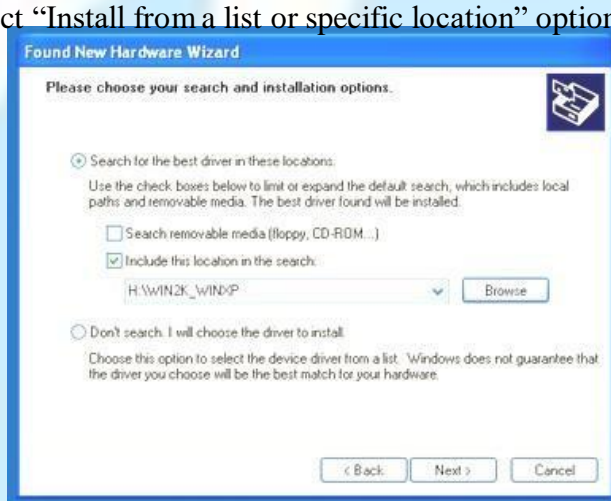 ct “Install from a list or specific location” option
Found New Hardware Wizard
Please choose your search and installation options.
Search for the best driver in these locations.
Use the check boxes below to limit or expand the default search, which includes local
paths and removable media. The best driver found will be installed.
Search removable media (floppy, CD-ROM...)
Include this location in the search:
H:\WIN2K_WINXP
Browse
Don't search. I will choose the driver to install.
Choose this option to select the device driver from a list. Windows does not guarantee that
the driver you choose will be the best match for your hardware.
< Back
Next >
Cancel